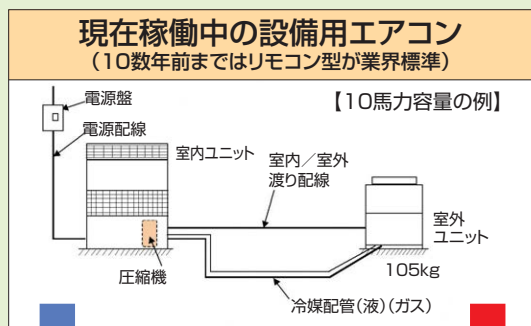 現在稼働中の設備用エアコン
(10数年前まではリモコン型が業界標準)
【10馬力容量の例】
電源盤
電源配線
室内ユニット
室内／室外
渡り配線
室外
ユニット
105kg
圧縮機
冷媒配管(液)(ガス)